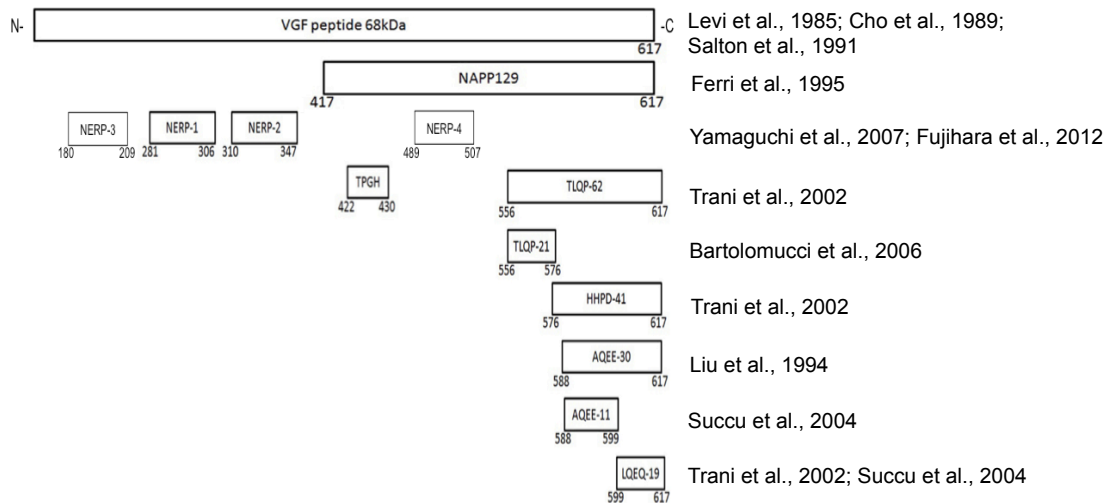 N-
VGF peptide 68kDa
617
-C
Levi et al., 1985; Cho et al., 1989;
Salton et al., 1991
NAPP129
417
617
Ferri et al., 1995
NERP-3
180
209
NERP-1
281
306
NERP-2
310
347
NERP-4
489
507
Yamaguchi et al., 2007; Fujihara et al., 2012
TPGH
422
430
TLQP-62
556
617
Trani et al., 2002
TLQP-21
556
576
Bartolomucci et al., 2006
HHPD-41
576
617
Trani et al., 2002
AQEE-30
588
617
Liu et al., 1994
AQEE-11
588
599
Succu et al., 2004
LQEQ-19
599
617
Trani et al., 2002; Succu et al., 2004